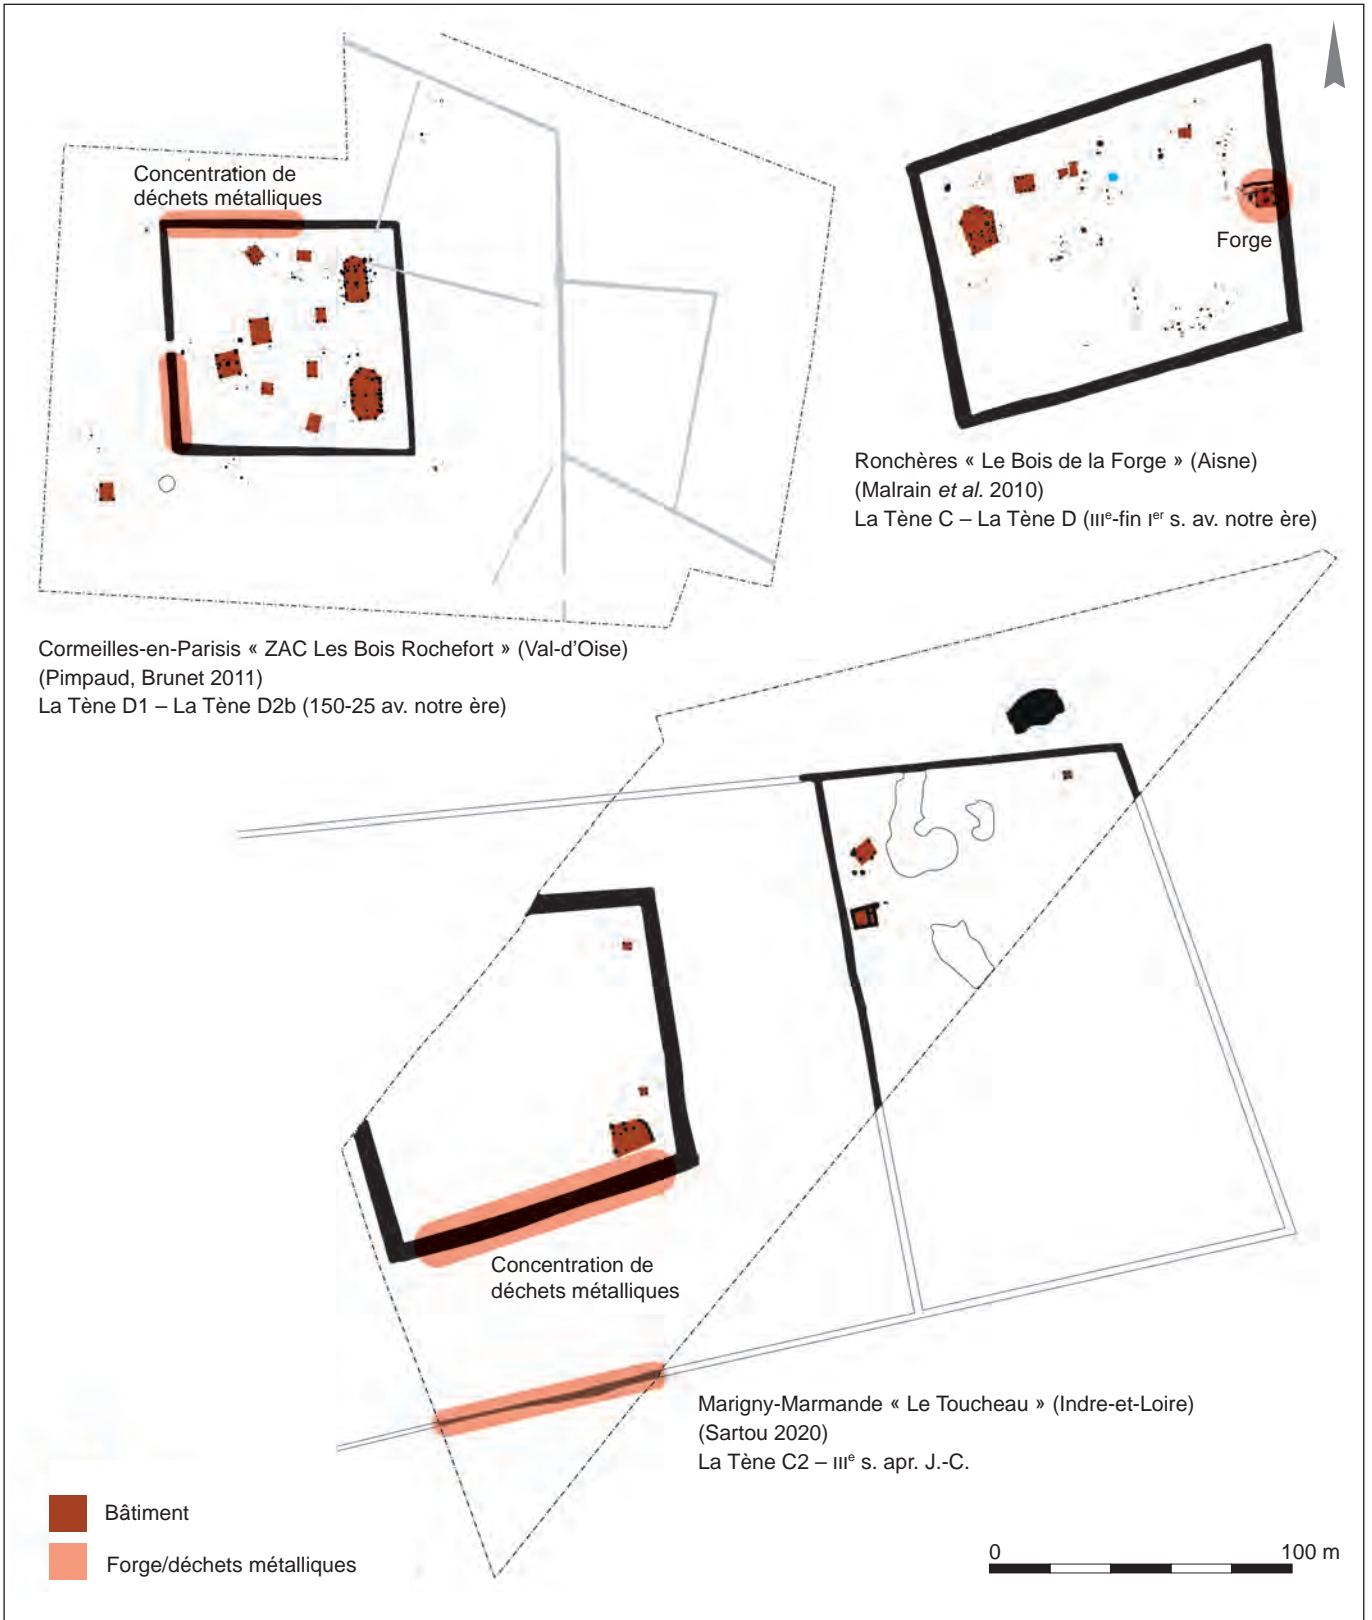 Concentration de
déchets métalliques
Forge
Ronchères « Le Bois de la Forge » (Aisne)
(Malrain et al. 2010)
La Tène C – La Tène D (IIIe-fin Ier s. av. notre ère)
Cormeilles-en-Parisis « ZAC Les Bois Rochefort » (Val-d'Oise)
(Pimpaud, Brunet 2011)
La Tène D1 – La Tène D2b (150-25 av. notre ère)
Concentration de
déchets métalliques
Marigny-Marmande « Le Toucheau » (Indre-et-Loire)
(Sartou 2020)
La Tène C2 – IIIe s. apr. J.-C.
Bâtiment
Forge/déchets métalliques
0 100 m